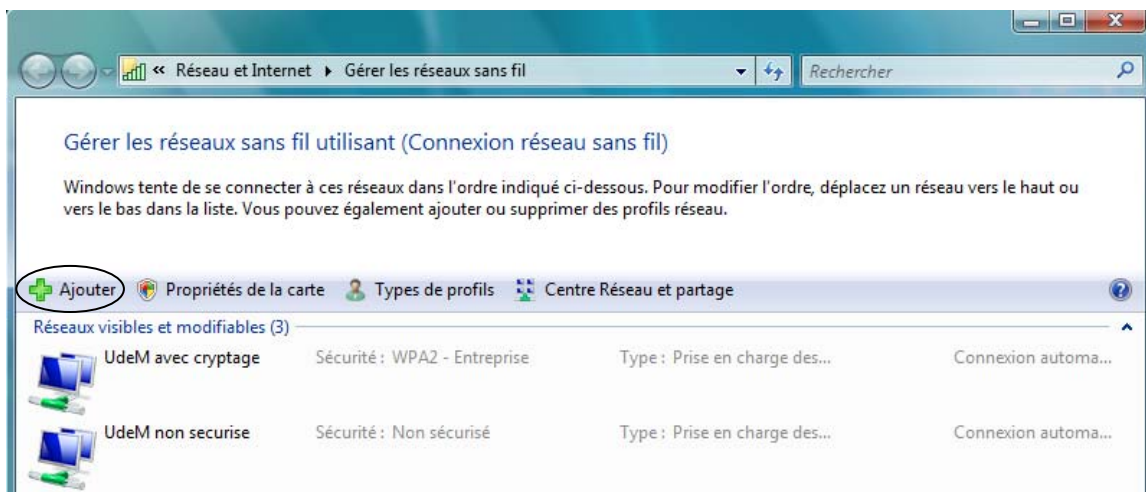 « Réseau et Internet ▸ Gérer les réseaux sans fil
Rechercher
Gérer les réseaux sans fil utilisant (Connexion réseau sans fil)
Windows tente de se connecter à ces réseaux dans l'ordre indiqué ci-dessous. Pour modifier l'ordre, déplacez un réseau vers le haut ou
vers le bas dans la liste. Vous pouvez également ajouter ou supprimer des profils réseau.
Ajouter Propriétés de la carte Types de profils Centre Réseau et partage
Réseaux visibles et modifiables (3)
UdeM avec cryptage Sécurité : WPA2 - Entreprise Type : Prise en charge des... Connexion automa...
UdeM non securise Sécurité : Non sécurisé Type : Prise en charge des... Connexion automa...